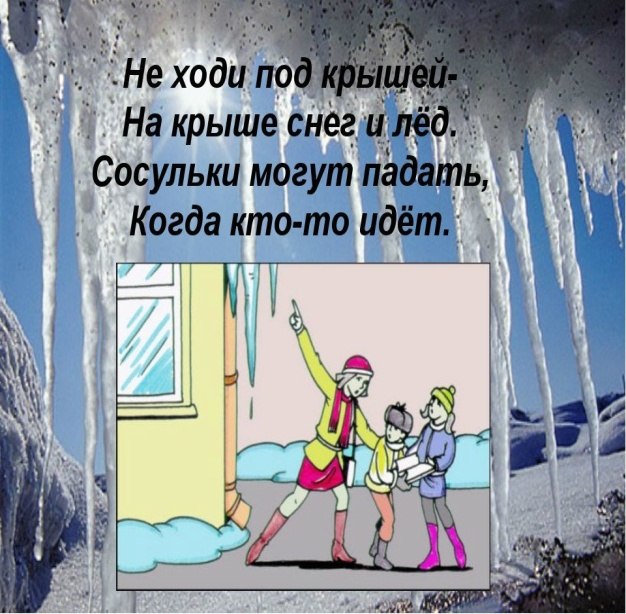 Не ходи под крышей-
На крыше снег и лёд.
Сосульки могут падать,
Когда кто-то идёт.